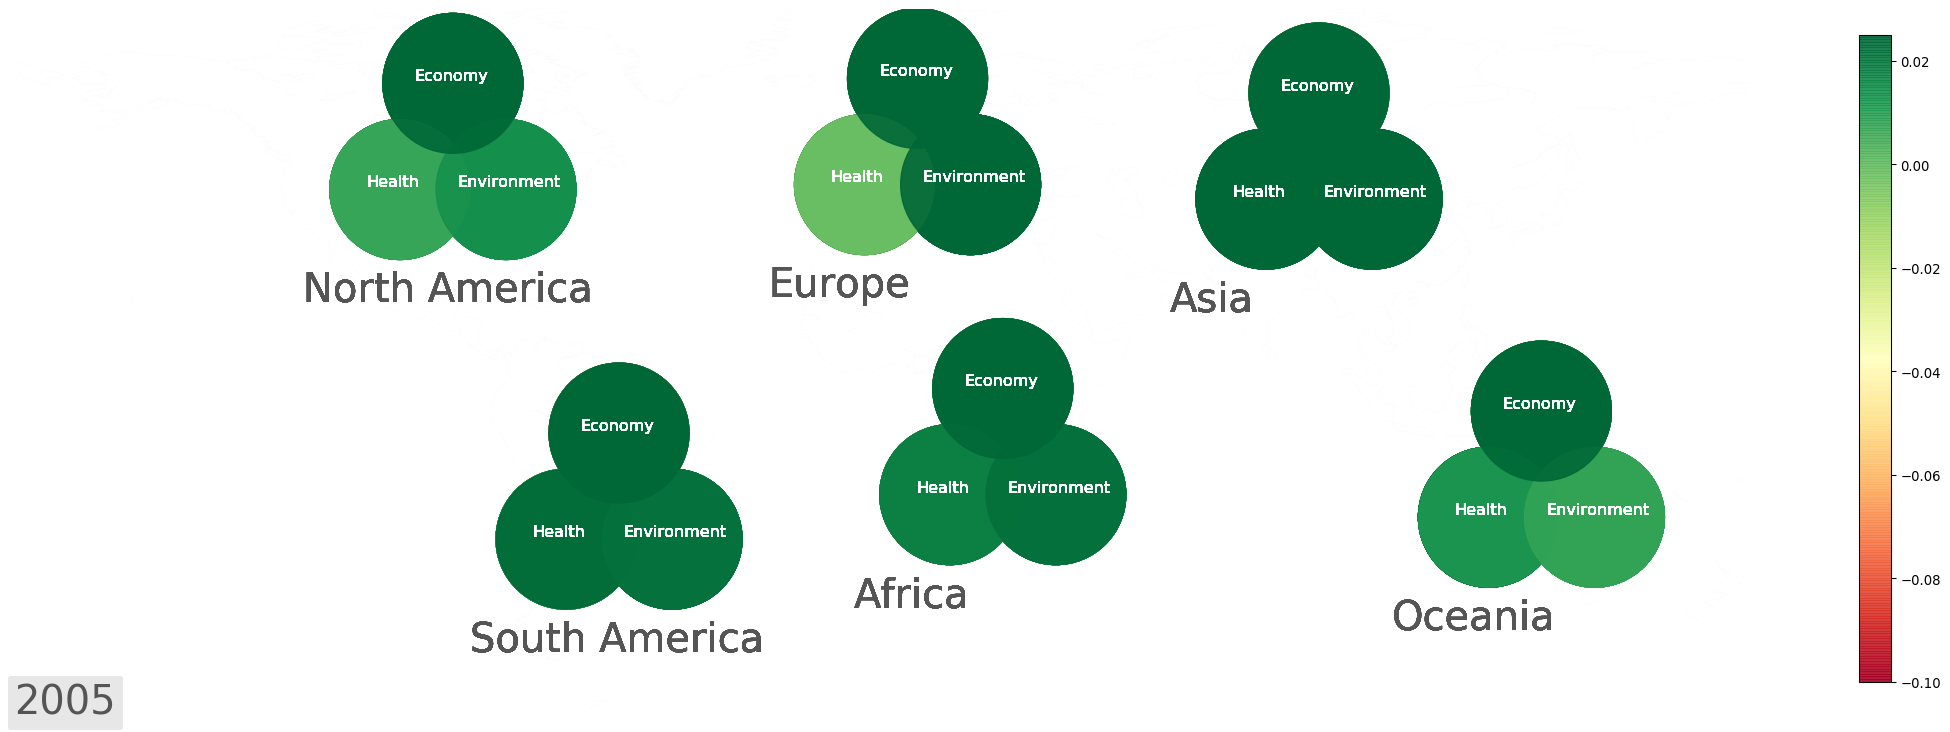 Economy
Health
Environment
North America
Economy
Health
Environment
Europe
Economy
Health
Environment
Asia
Economy
Health
Environment
South America
Economy
Health
Environment
Africa
Economy
Health
Environment
Oceania
0.02
0.00
−0.02
−0.04
−0.06
−0.08
−0.10
2005